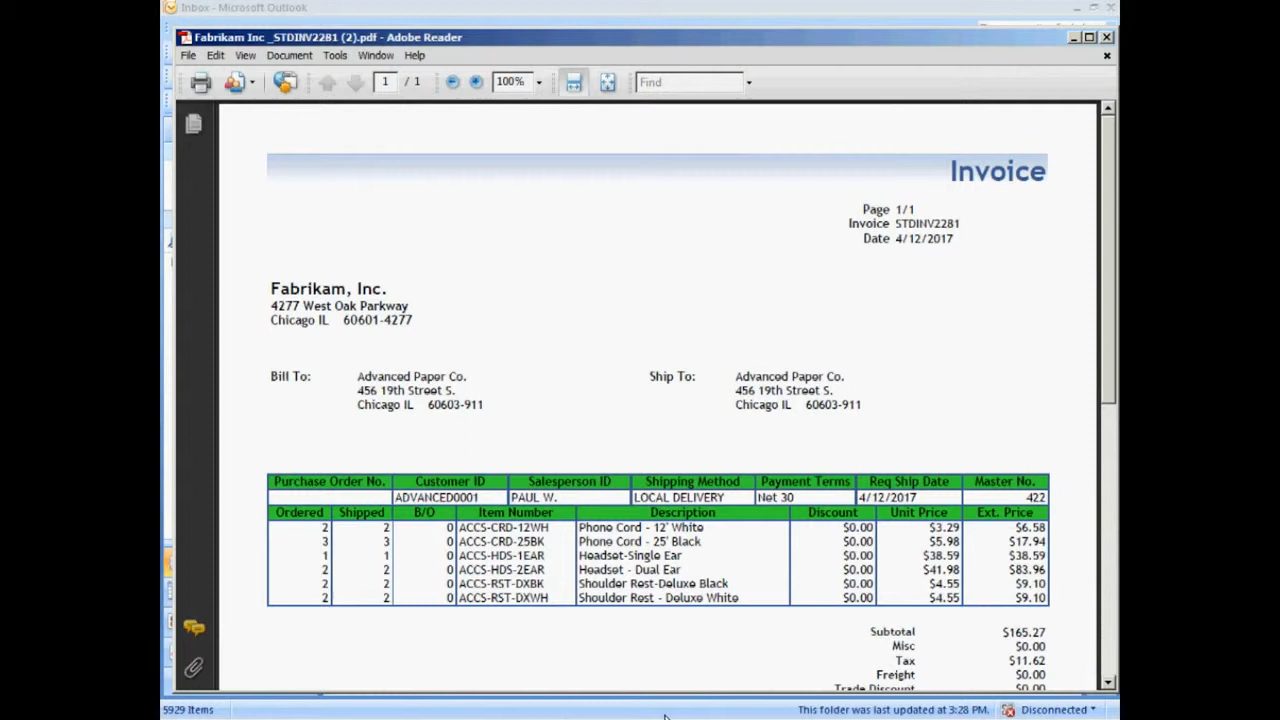 Inbox - Microsoft Outlook
Fabrikam Inc _STDINV2281 (2).pdf - Adobe Reader
File Edit View Document Tools Window Help
1 / 1 100% Find
Invoice
Page 1/1
Invoice STDINV2281
Date 4/12/2017
Fabrikam, Inc.
4277 West Oak Parkway
Chicago IL 60601-4277
Bill To: Advanced Paper Co. Ship To: Advanced Paper Co.
456 19th Street S. 456 19th Street S.
Chicago IL 60603-911 Chicago IL 60603-911
Purchase Order No. Customer ID Salesperson ID Shipping Method Payment Terms Req Ship Date Master No.
ADVANCED0001 PAUL W. LOCAL DELIVERY Net 30 4/12/2017 422
Ordered Shipped B/O Item Number Description Discount Unit Price Ext. Price
2 2 0 ACCS-CRD-12WH Phone Cord - 12' White $0.00 $3.29 $6.58
3 3 0 ACCS-CRD-25BK Phone Cord - 25' Black $0.00 $5.98 $17.94
1 1 0 ACCS-HDS-1EAR Headset-Single Ear $0.00 $38.59 $38.59
2 2 0 ACCS-HDS-2EAR Headset - Dual Ear $0.00 $41.98 $83.96
2 2 0 ACCS-RST-DXBK Shoulder Rest-Deluxe Black $0.00 $4.55 $9.10
2 2 0 ACCS-RST-DXWH Shoulder Rest - Deluxe White $0.00 $4.55 $9.10
Subtotal $165.27
Misc $0.00
Tax $11.62
Freight $0.00
Trade Discount $0.00
5929 Items This folder was last updated at 3:28 PM. Disconnected